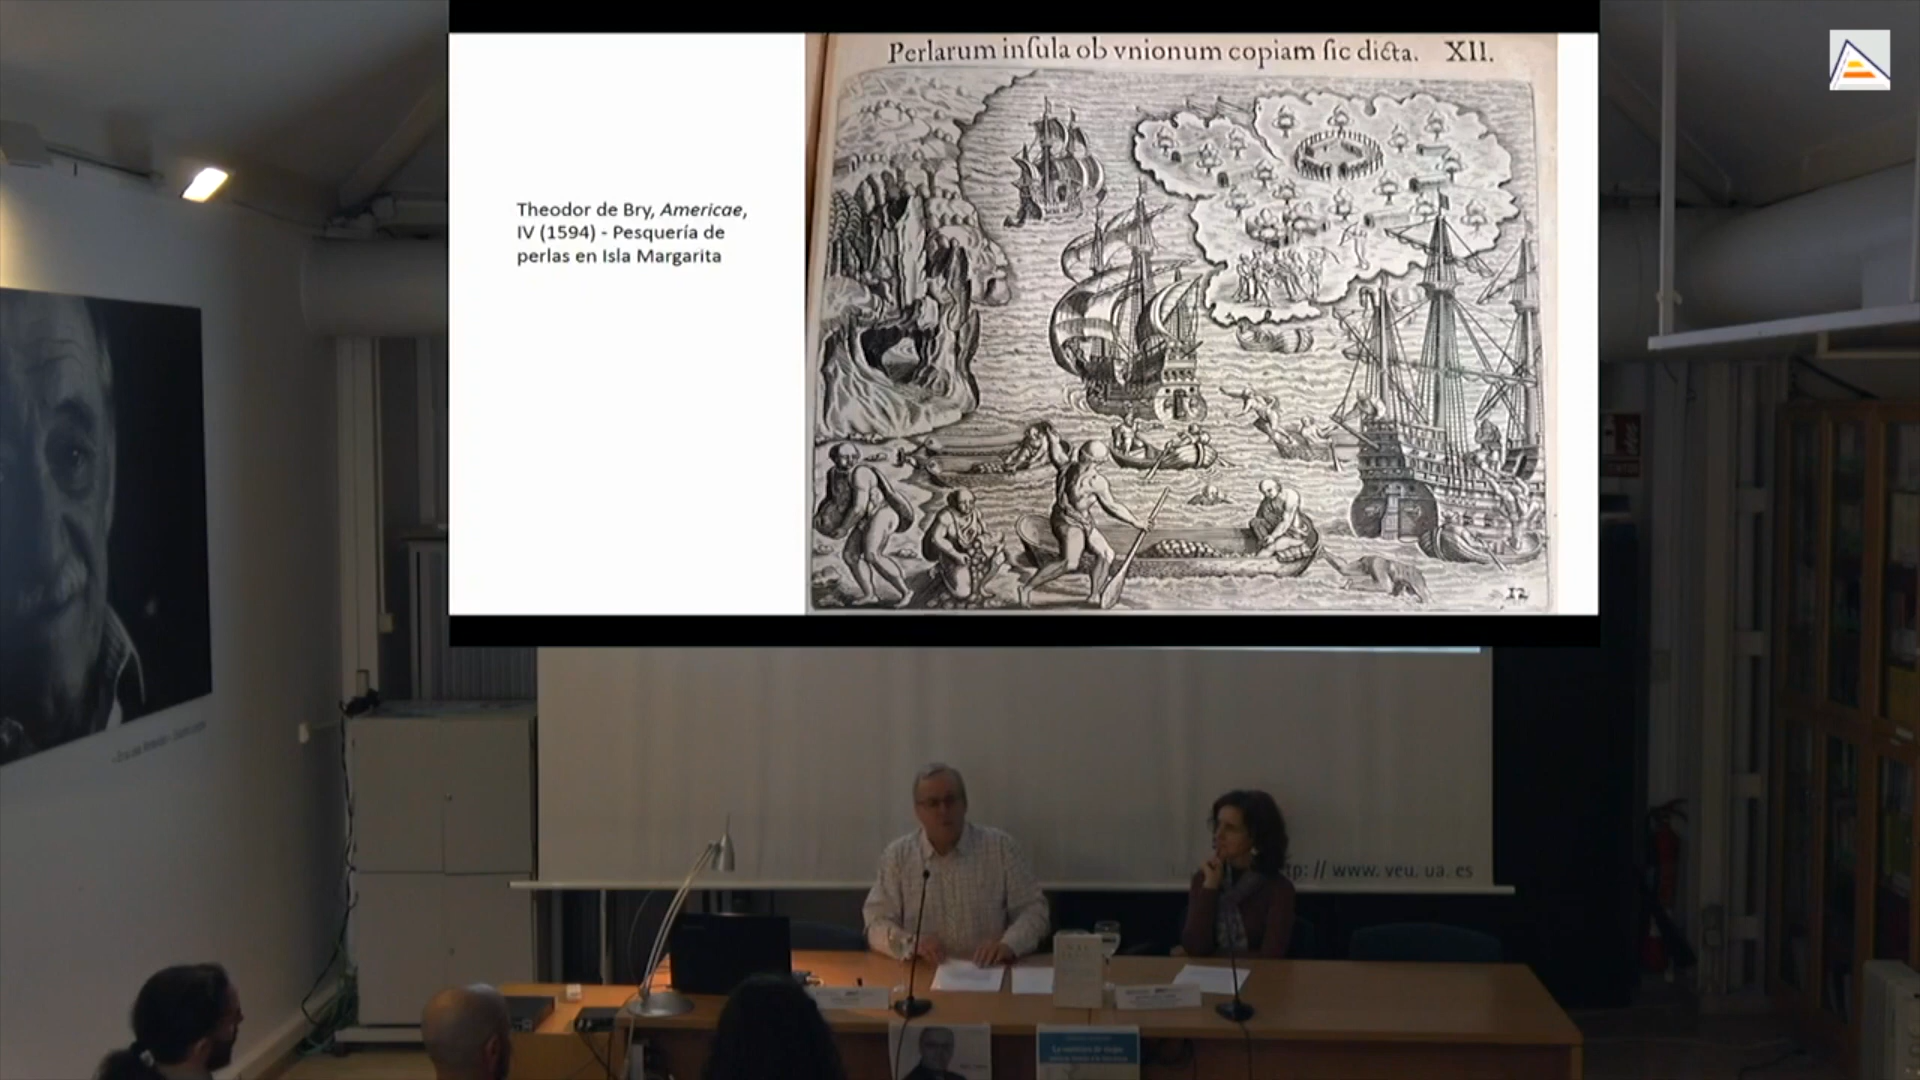 Perlarum inſula ob vnionum copiam ſic dicta. XII.
Theodor de Bry, Americae,
IV (1594) - Pesquería de
perlas en Isla Margarita
12
tp: // www. veu. ua. es